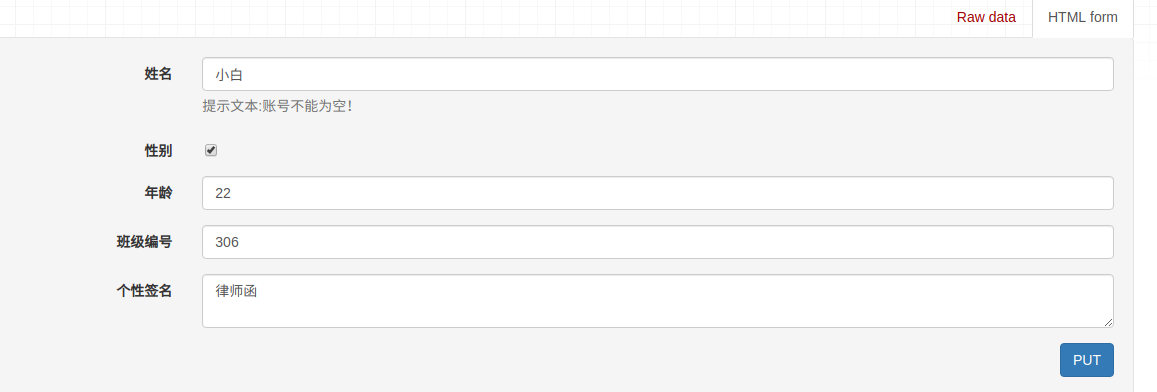 Raw data HTML form
姓名 小白
提示文本:账号不能为空!
性别
年龄 22
班级编号 306
个性签名 律师函
PUT